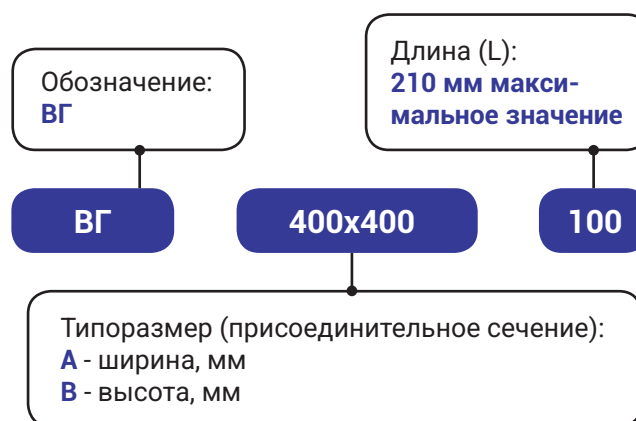 Обозначение:
ВГ
Длина (L):
210 мм макси-
мальное значение
ВГ
400x400
100
Типоразмер (присоединительное сечение):
А - ширина, мм
В - высота, мм